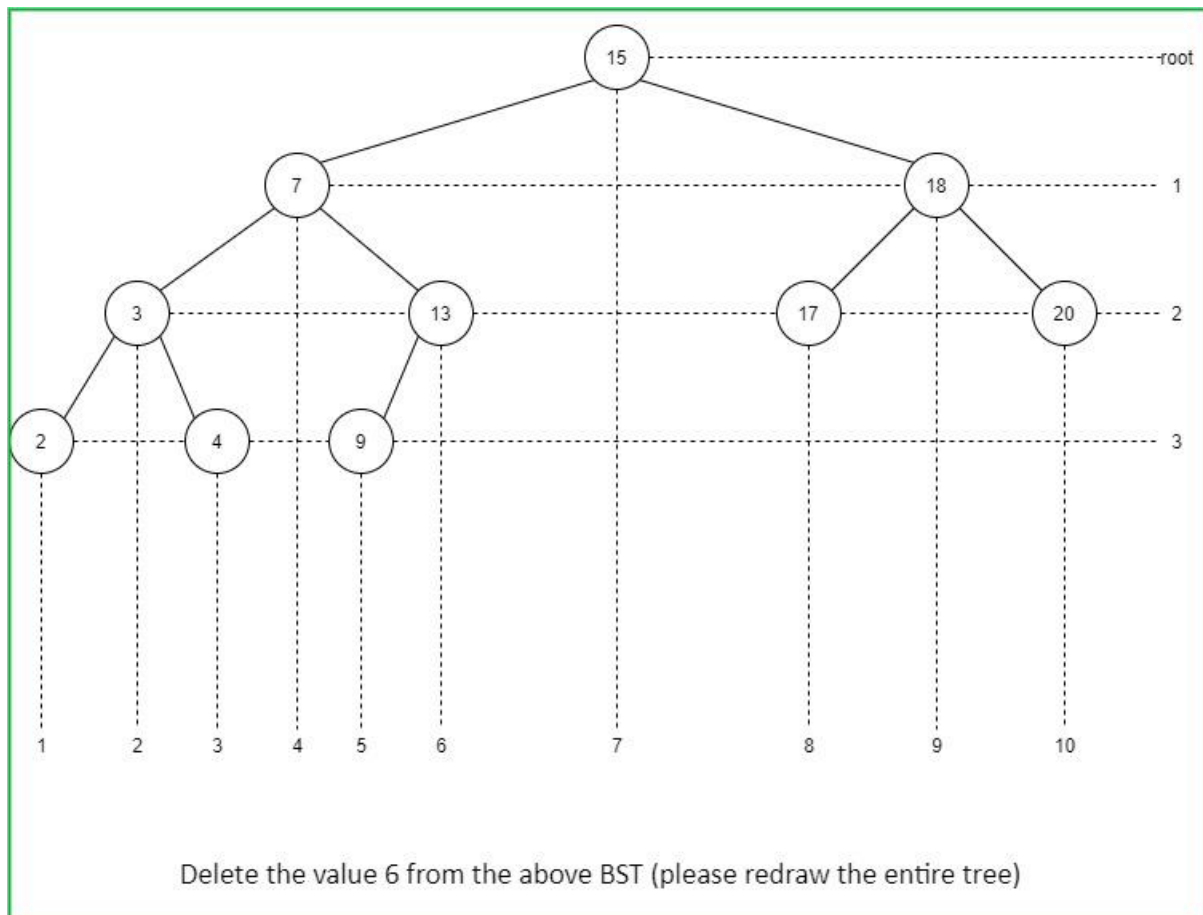 15 root
7 18 1
3 13 17 20 2
2 4 9 3
1 2 3 4 5 6 7 8 9 10
Delete the value 6 from the above BST (please redraw the entire tree)